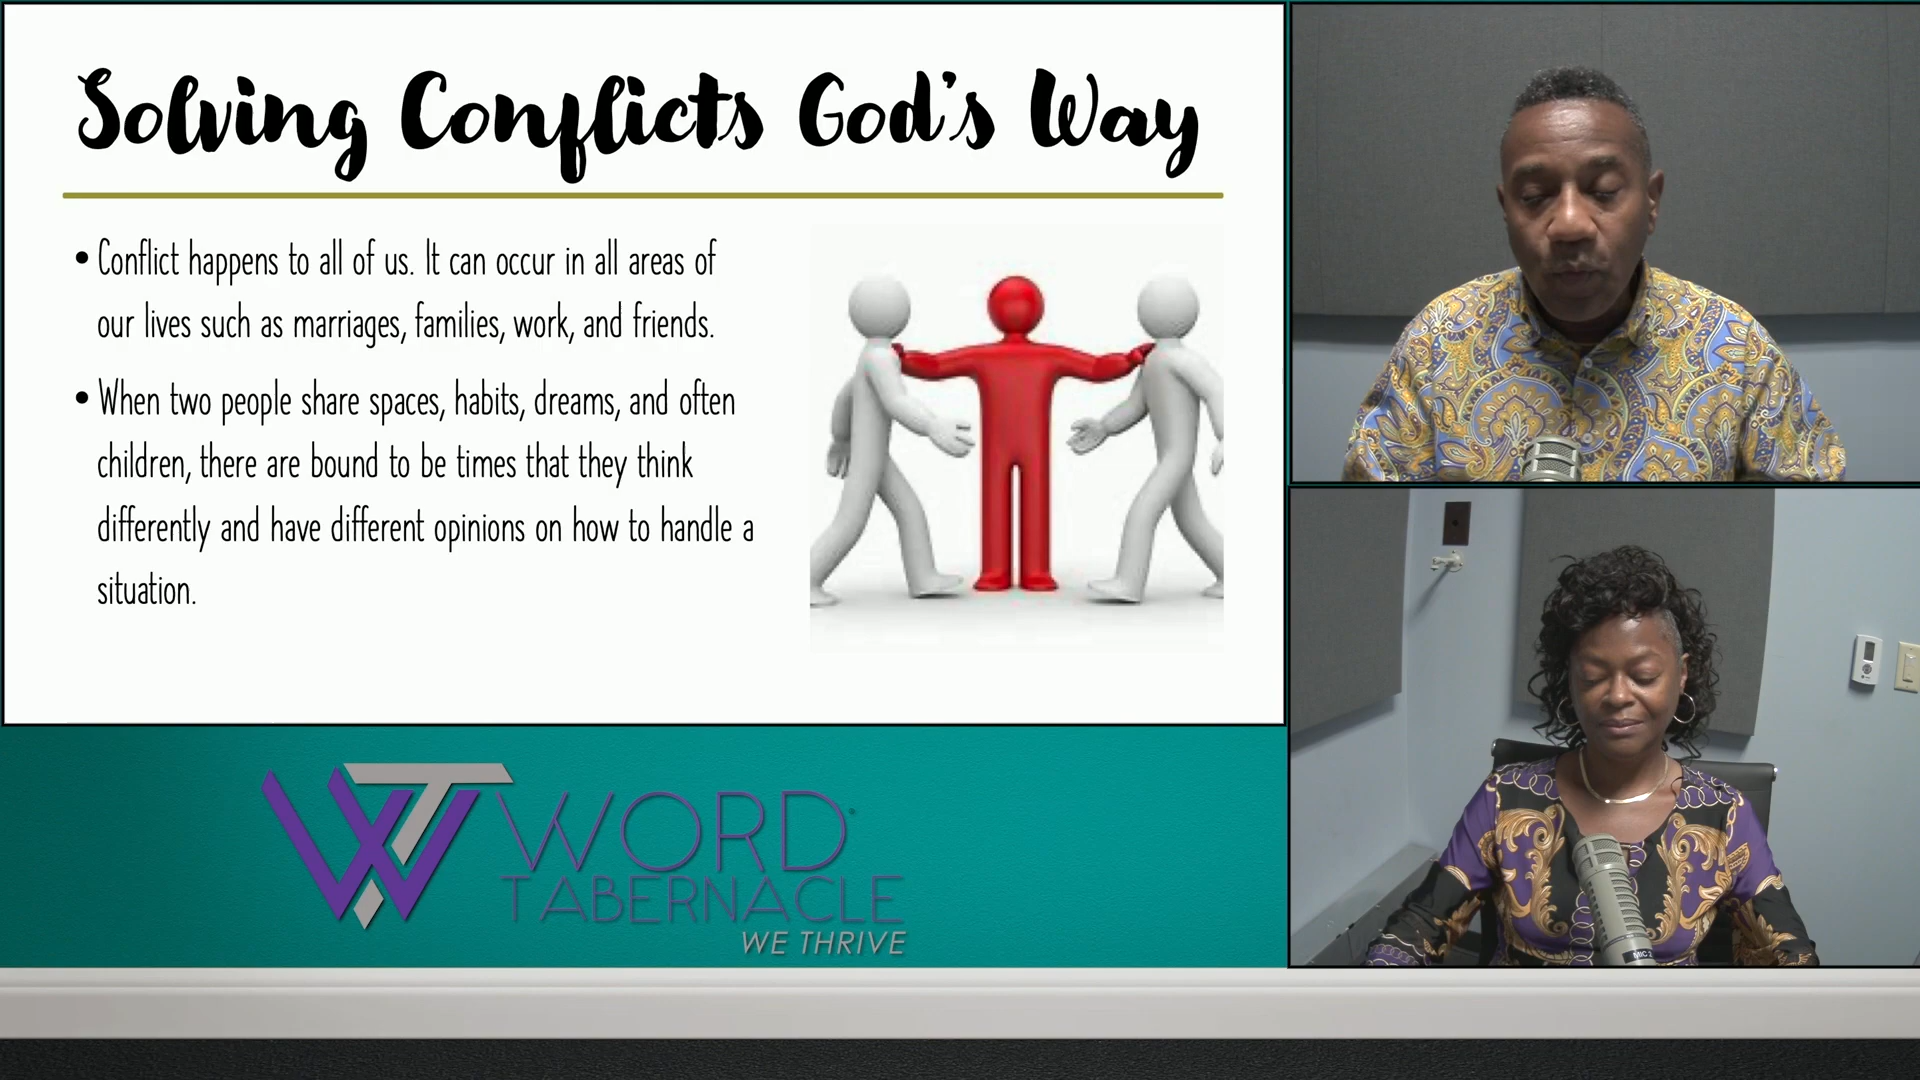 Solving Conflicts God's Way
• Conflict happens to all of us. It can occur in all areas of
our lives such as marriages, families, work, and friends.
• When two people share spaces, habits, dreams, and often
children, there are bound to be times that they think
differently and have different opinions on how to handle a
situation.
WT WORD
TABERNACLE
WE THRIVE
MIC 2